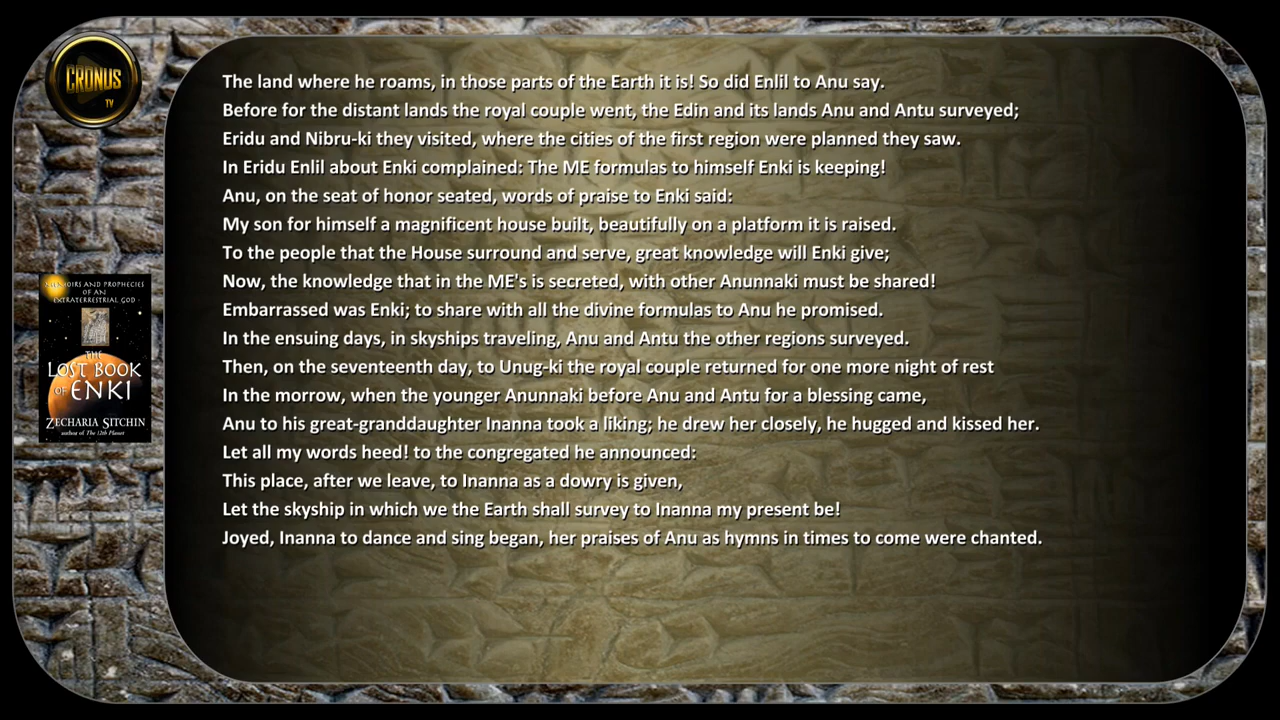 CRONUS
TV
The land where he roams, in those parts of the Earth it is! So did Enlil to Anu say.
Before for the distant lands the royal couple went, the Edin and its lands Anu and Antu surveyed;
Eridu and Nibru-ki they visited, where the cities of the first region were planned they saw.
In Eridu Enlil about Enki complained: The ME formulas to himself Enki is keeping!
Anu, on the seat of honor seated, words of praise to Enki said:
My son for himself a magnificent house built, beautifully on a platform it is raised.
To the people that the House surround and serve, great knowledge will Enki give;
Now, the knowledge that in the ME's is secreted, with other Anunnaki must be shared!
Embarrassed was Enki; to share with all the divine formulas to Anu he promised.
In the ensuing days, in skyships traveling, Anu and Antu the other regions surveyed.
Then, on the seventeenth day, to Unug-ki the royal couple returned for one more night of rest
In the morrow, when the younger Anunnaki before Anu and Antu for a blessing came,
Anu to his great-granddaughter Inanna took a liking; he drew her closely, he hugged and kissed her.
Let all my words heed! to the congregated he announced:
This place, after we leave, to Inanna as a dowry is given,
Let the skyship in which we the Earth shall survey to Inanna my present be!
Joyed, Inanna to dance and sing began, her praises of Anu as hymns in times to come were chanted.
MEMOIRS AND PROPHECIES
OF AN
EXTRATERRESTRIAL GOD
THE
LOST BOOK
OF ENKI
ZECHARIA SITCHIN
author of The 12th Planet